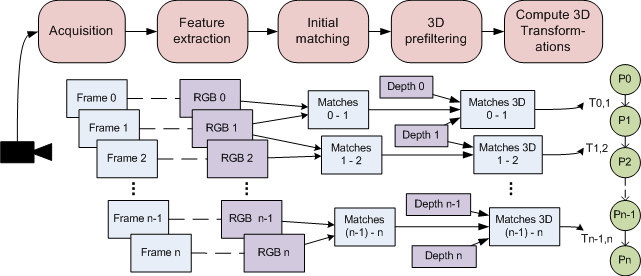 Acquisition
Feature
extraction
Initial
matching
3D
prefiltering
Compute 3D
Transform-
ations
Frame 0
RGB 0
Matches
0 - 1
Depth 0
Matches 3D
0 - 1
T0,1
P0
Frame 1
RGB 1
Depth 1
P1
Frame 2
RGB 2
Matches
1 - 2
Matches 3D
1 - 2
T1,2
P2
Frame n-1
RGB n-1
Matches
(n-1) - n
Depth n-1
Matches 3D
(n-1) - n
Tn-1,n
Pn-1
Frame n
RGB n
Depth n
Pn